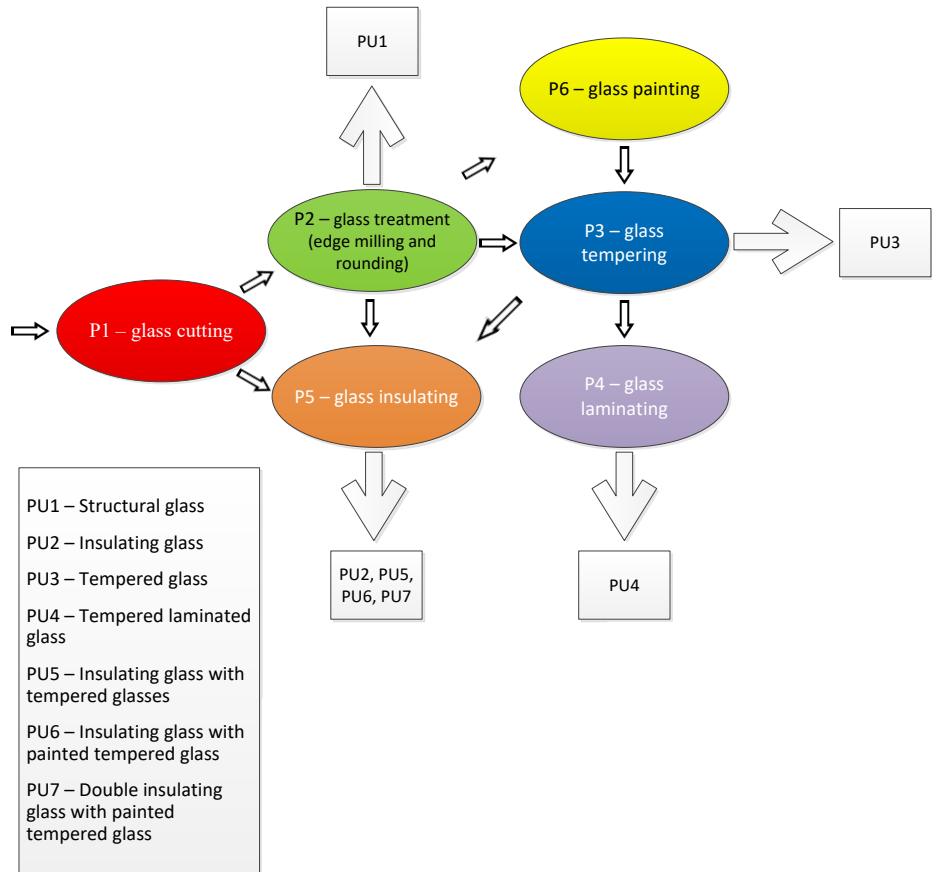 PU1
P6 – glass painting
P2 – glass treatment
(edge milling and
rounding)
P3 – glass
tempering
PU3
P1 – glass cutting
P5 – glass insulating
P4 – glass
laminating
PU1 – Structural glass
PU2 – Insulating glass
PU3 – Tempered glass
PU4 – Tempered laminated
glass
PU5 – Insulating glass with
tempered glasses
PU6 – Insulating glass with
painted tempered glass
PU7 – Double insulating
glass with painted
tempered glass
PU2, PU5,
PU6, PU7
PU4